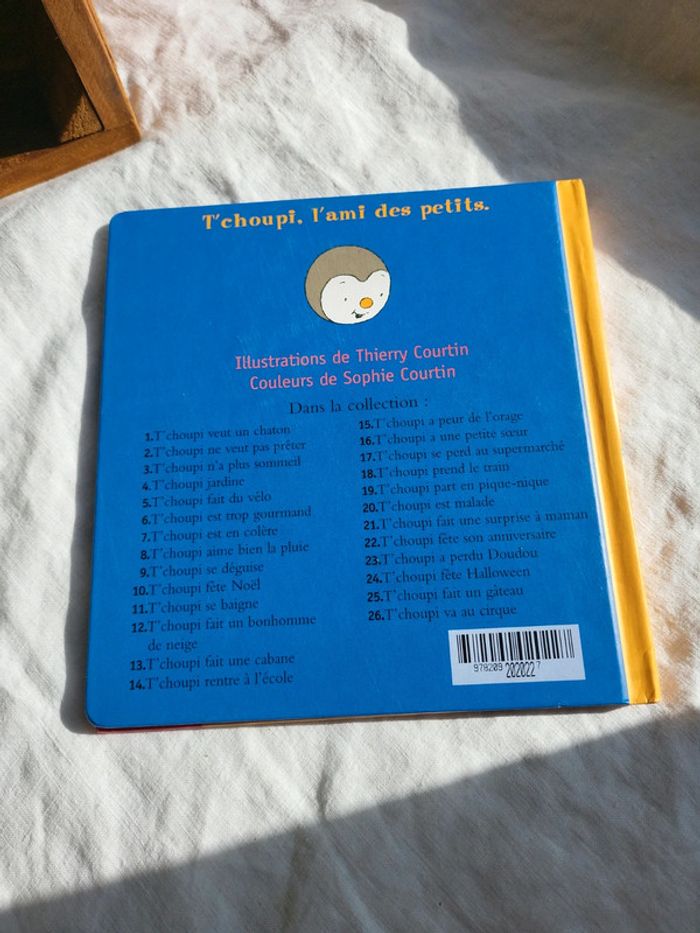 T'choupi, l'ami des petits.
Illustrations de Thierry Courtin
Couleurs de Sophie Courtin
Dans la collection :
1.T'choupi veut un chaton
2.T'choupi ne veut pas prêter
3.T'choupi n'a plus sommeil
4.T'choupi jardine
5.T'choupi fait du vélo
6.T'choupi est trop gourmand
7.T'choupi est en colère
8.T'choupi aime bien la pluie
9.T'choupi se déguise
10.T'choupi fête Noël
11.T'choupi se baigne
12.T'choupi fait un bonhomme
de neige
13.T'choupi fait une cabane
14.T'choupi rentre à l'école
15.T'choupi a peur de l'orage
16.T'choupi a une petite sœur
17.T'choupi se perd au supermarché
18.T'choupi prend le train
19.T'choupi part en pique-nique
20.T'choupi est malade
21.T'choupi fait une surprise à maman
22.T'choupi fête son anniversaire
23.T'choupi a perdu Doudou
24.T'choupi fête Halloween
25.T'choupi fait un gâteau
26.T'choupi va au cirque
978209 202022 7